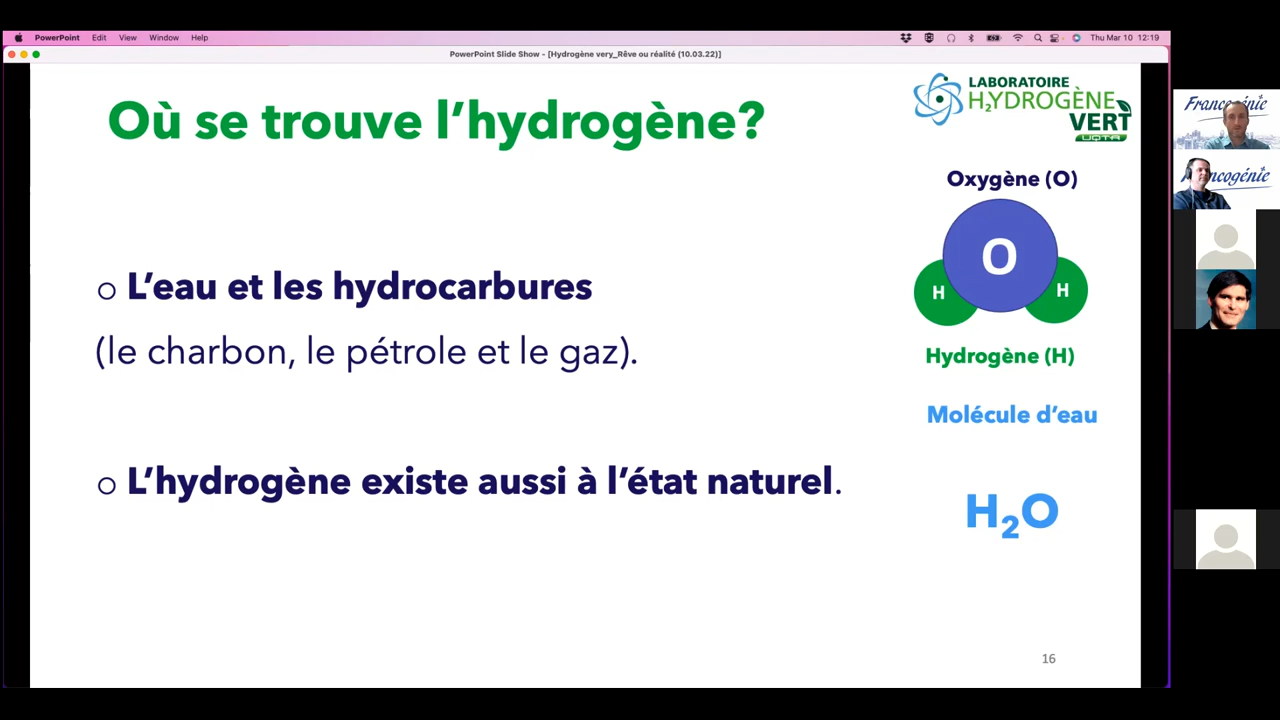 PowerPoint Edit View Window Help
Thu Mar 10 12:19
PowerPoint Slide Show - [Hydrogène very_Rêve ou réalité (10.03.22)]
Où se trouve l'hydrogène?
LABORATOIRE
H2YDROGÈNE
VERT
UQTR
Oxygène (O)
O
H
H
Hydrogène (H)
Molécule d'eau
H₂O
o L'eau et les hydrocarbures
(le charbon, le pétrole et le gaz).
o L'hydrogène existe aussi à l'état naturel.
16